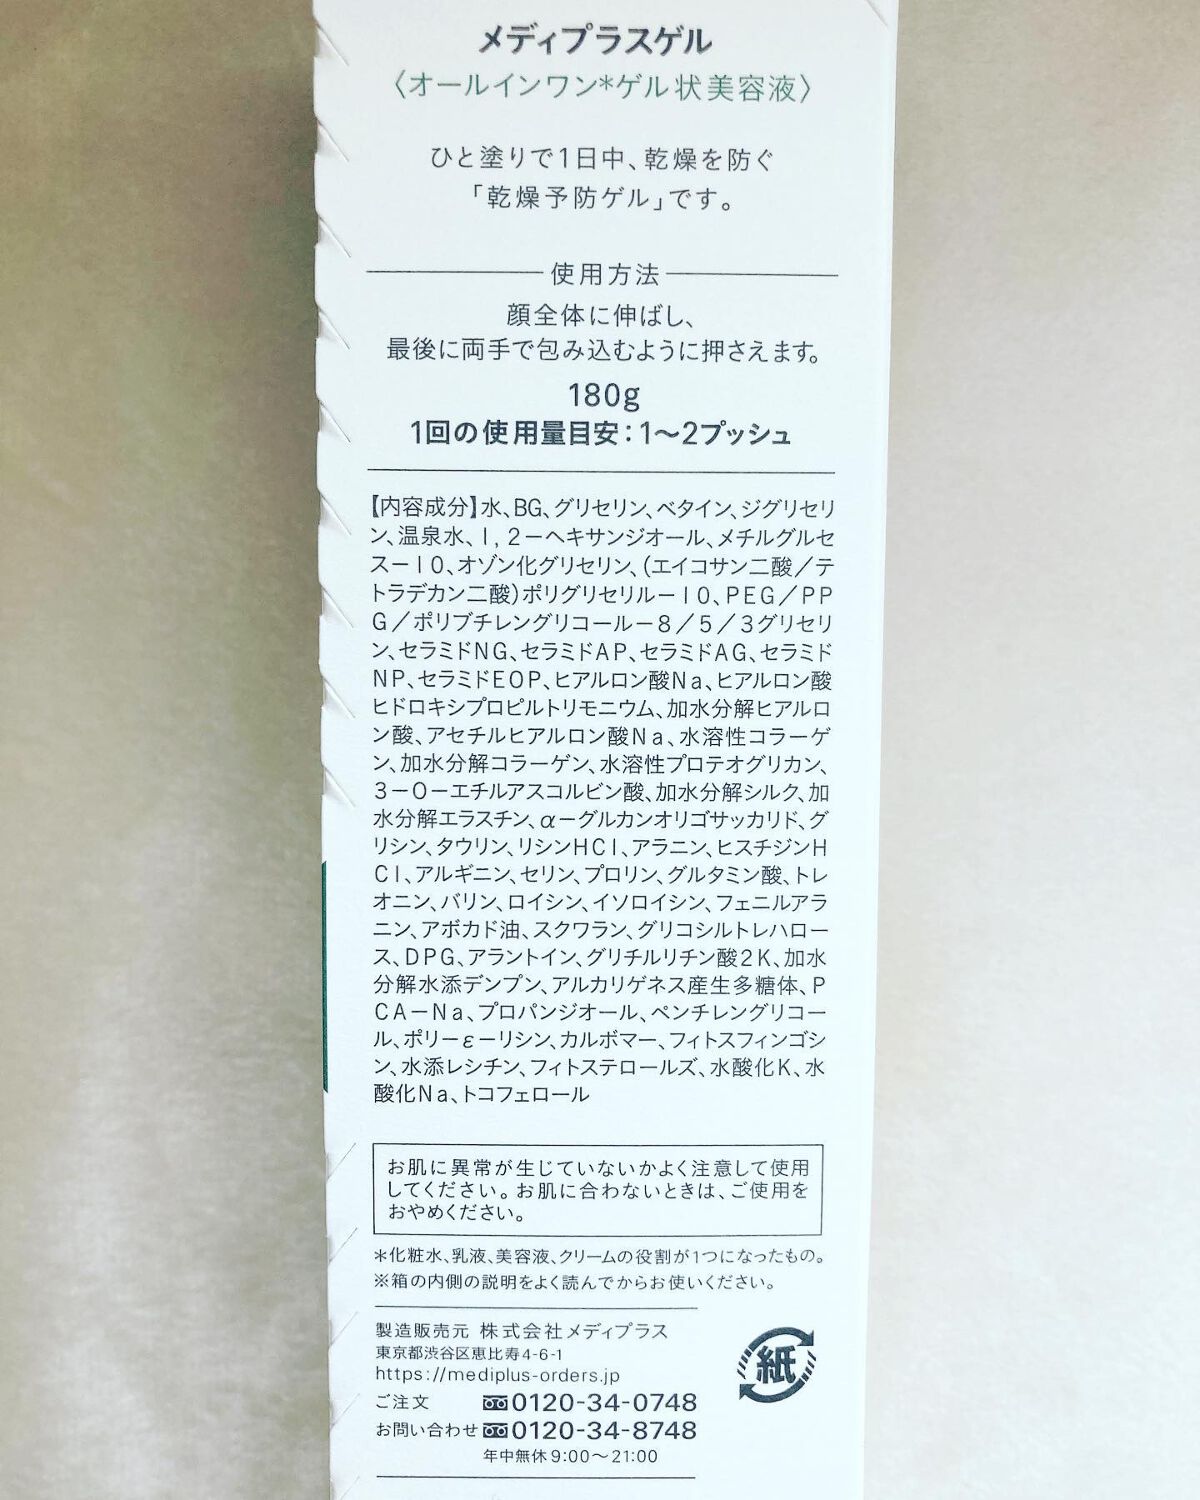 メディプラスゲル
〈オールインワン*ゲル状美容液〉
ひと塗りで1日中、乾燥を防ぐ
「乾燥予防ゲル」です。
使用方法
顔全体に伸ばし、
最後に両手で包み込むように押さえます。
180g
1回の使用量目安：1～2プッシュ
【内容成分】水、BG、グリセリン、ベタイン、ジグリセリ
ン、温泉水、1，2－ヘキサンジオール、メチルグルセ
ス－10、オゾン化グリセリン、（エイコサン二酸／テ
トラデカン二酸）ポリグリセリル－10、PEG／PP
G／ポリブチレングリコール－8／5／3グリセリ
ン、セラミドNG、セラミドAP、セラミドAG、セラミド
NP、セラミドEOP、ヒアルロン酸Na、ヒアルロン酸
ヒドロキシプロピルトリモニウム、加水分解ヒアルロ
ン酸、アセチルヒアルロン酸Na、水溶性コラーゲ
ン、加水分解コラーゲン、水溶性プロテオグリカン、
3－O－エチルアスコルビン酸、加水分解シルク、加
水分解エラスチン、α－グルカンオリゴサッカリド、グ
リシン、タウリン、リシンHCl、アラニン、ヒスチジンH
Cl、アルギニン、セリン、プロリン、グルタミン酸、トレ
オニン、バリン、ロイシン、イソロイシン、フェニルアラ
ニン、アボカド油、スクワラン、グリコシルトレハロー
ス、DPG、アラントイン、グリチルリチン酸2K、加水
分解水添デンプン、アルカリゲネス産生多糖体、P
CA－Na、プロパンジオール、ペンチレングリコー
ル、ポリ－ε－リシン、カルボマー、フィトスフィンゴシ
ン、水添レシチン、フィトステロールズ、水酸化K、水
酸化Na、トコフェロール
お肌に異常が生じていないかよく注意して使用
してください。お肌に合わないときは、ご使用を
おやめください。
*化粧水、乳液、美容液、クリームの役割が1つになったもの。
※箱の内側の説明をよく読んでからお使いください。
製造販売元 株式会社メディプラス
東京都渋谷区恵比寿4-6-1
https://mediplus-orders.jp
ご注文 0120-34-0748
お問い合わせ 0120-34-8748
年中無休9:00～21:00
紙